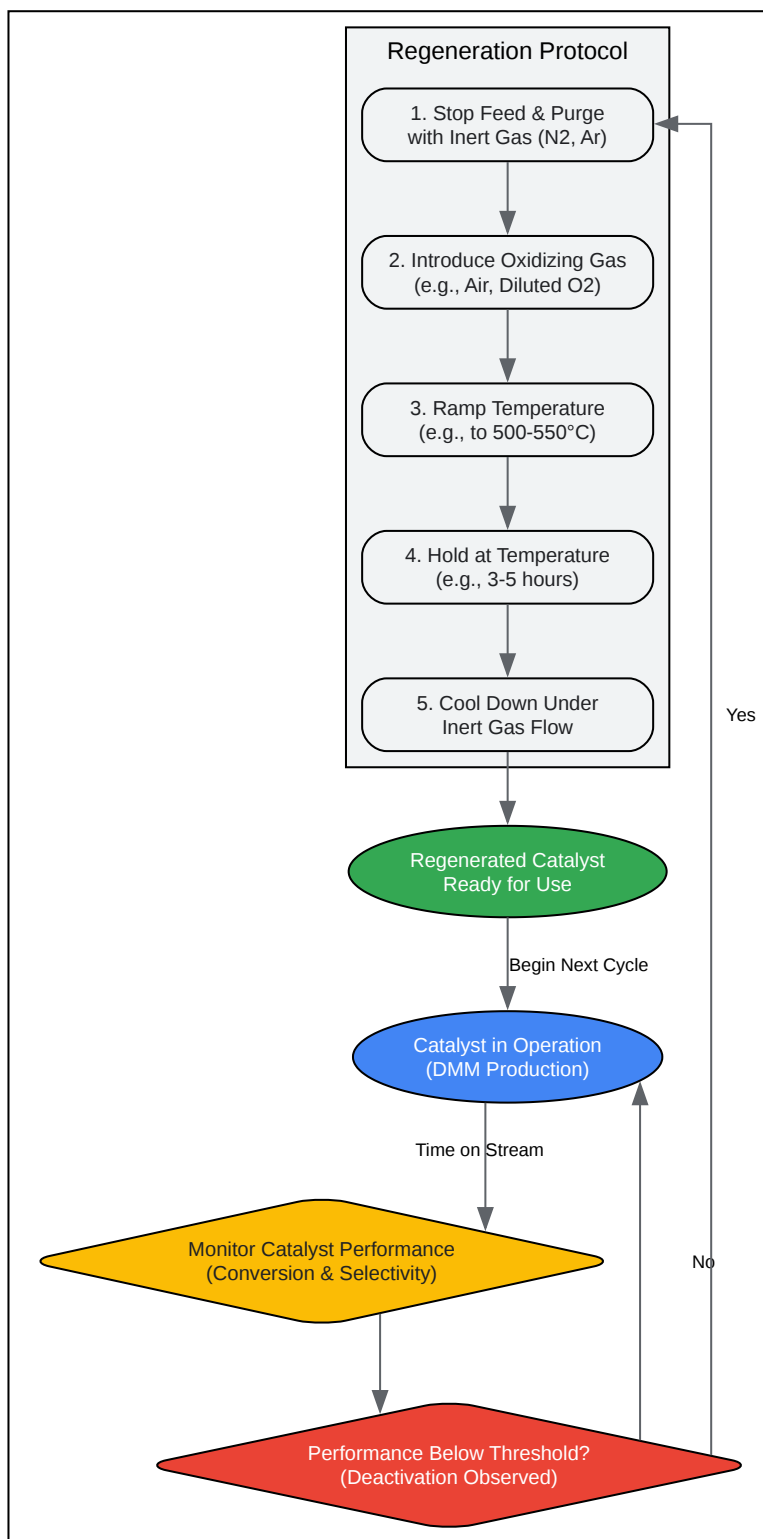 Regeneration Protocol
1. Stop Feed & Purge
with Inert Gas (N2, Ar)
2. Introduce Oxidizing Gas
(e.g., Air, Diluted O2)
3. Ramp Temperature
(e.g., to 500-550°C)
4. Hold at Temperature
(e.g., 3-5 hours)
5. Cool Down Under
Inert Gas Flow
Yes
Regenerated Catalyst
Ready for Use
Begin Next Cycle
Catalyst in Operation
(DMM Production)
Time on Stream
Monitor Catalyst Performance
(Conversion & Selectivity)
No
Performance Below Threshold?
(Deactivation Observed)